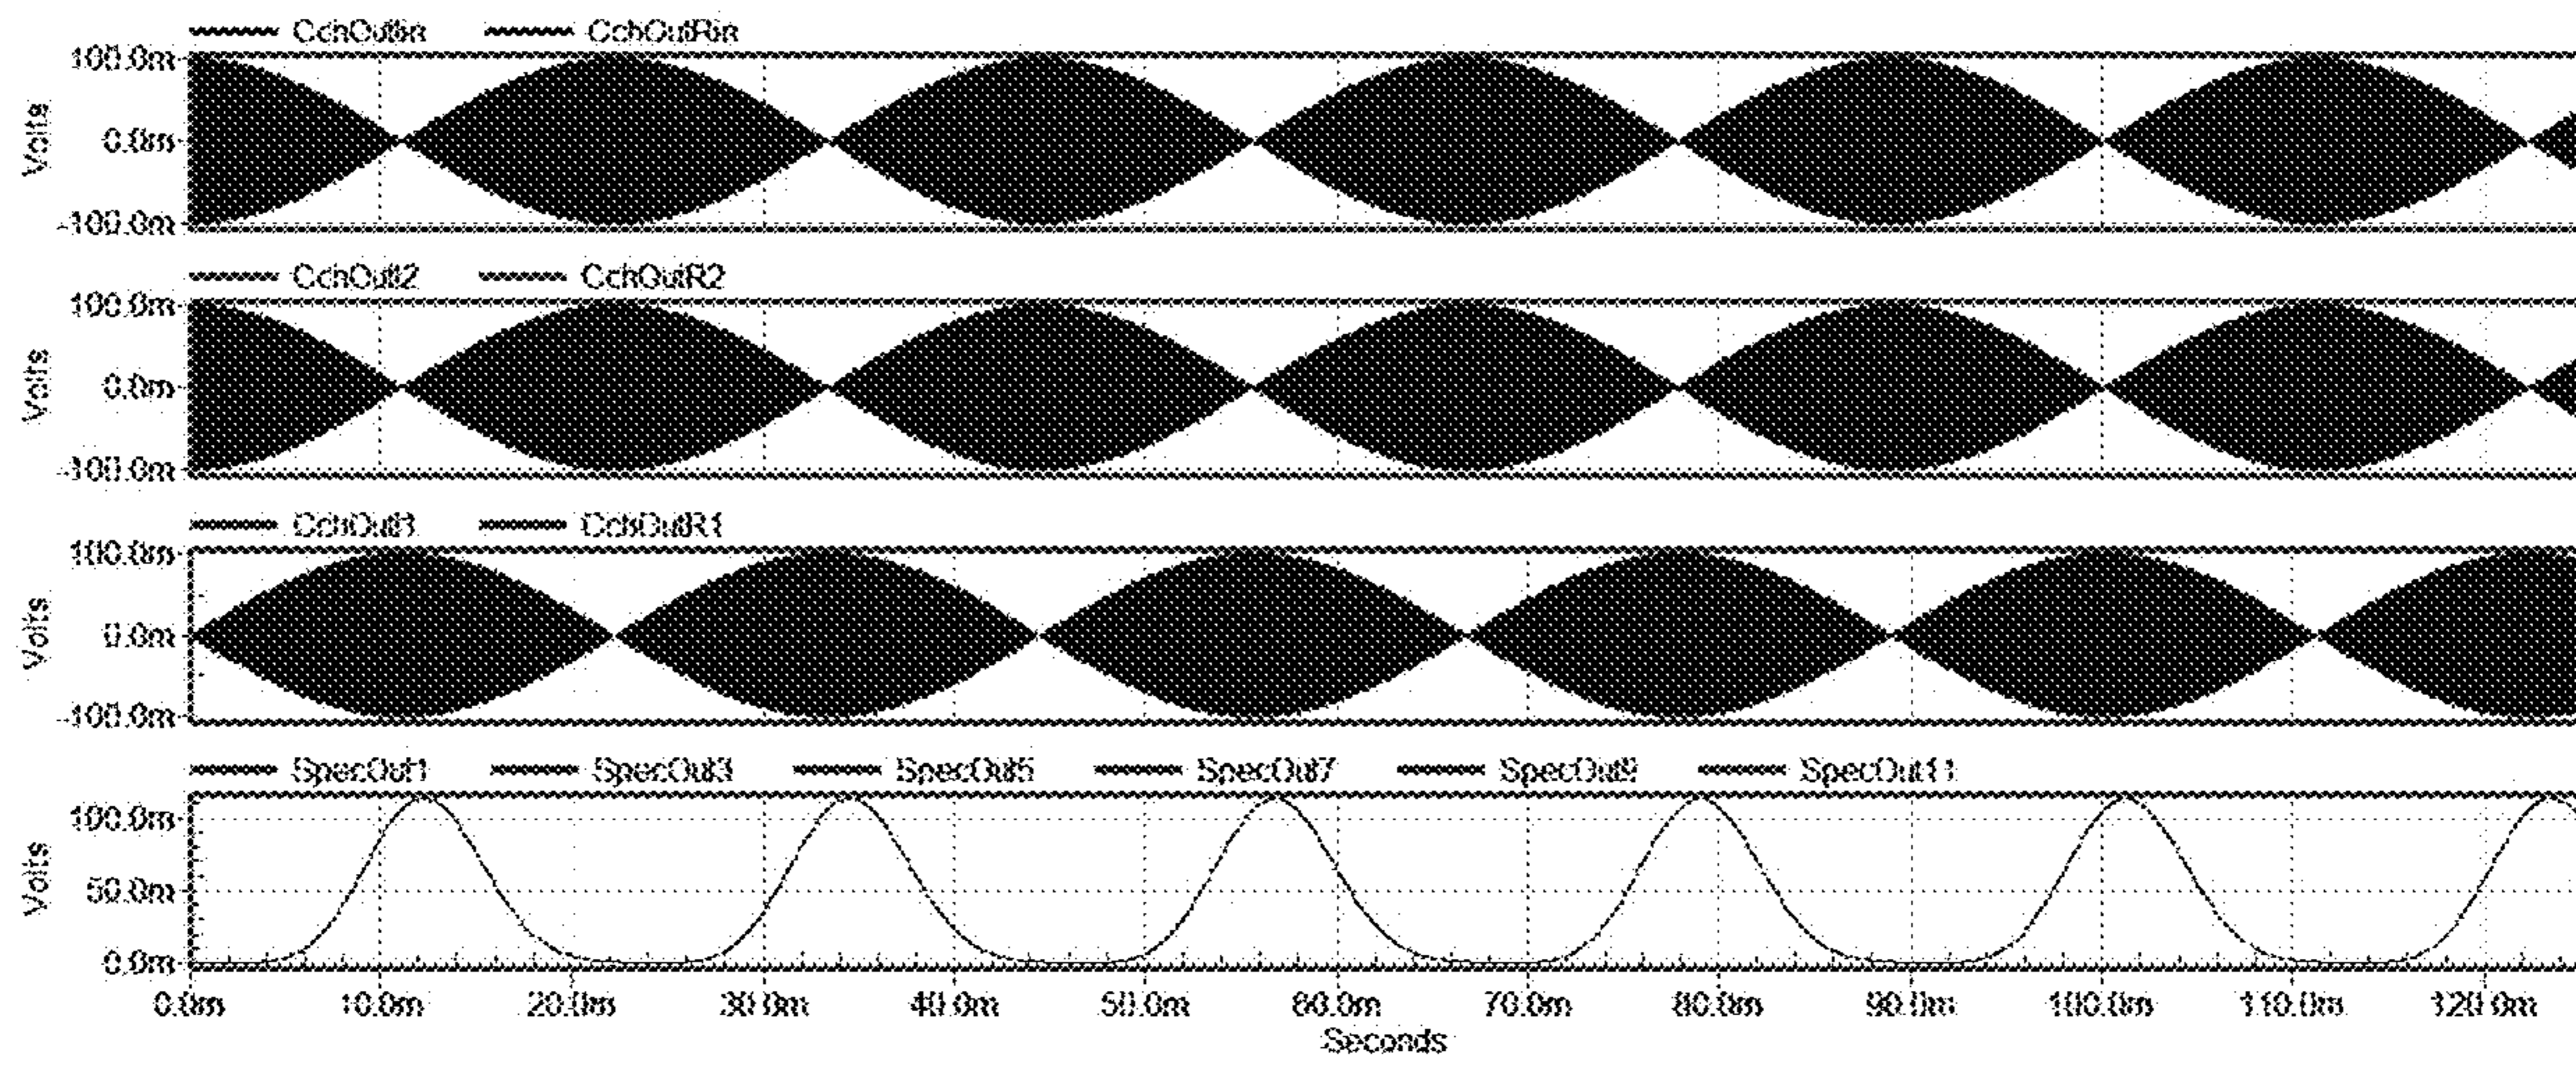 CchOutIin CchOutRin
100.0m
Volts
0.0m
-100.0m
CchOutI2 CchOutR2
100.0m
Volts
0.0m
-100.0m
CchOutI1 CchOutR1
100.0m
Volts
0.0m
-100.0m
SpecOut1 SpecOut3 SpecOut5 SpecOut7 SpecOut9 SpecOut11
100.0m
Volts
50.0m
0.0m
0.0m 10.0m 20.0m 30.0m 40.0m 50.0m 60.0m 70.0m 80.0m 90.0m 100.0m 110.0m 120.0m
Seconds